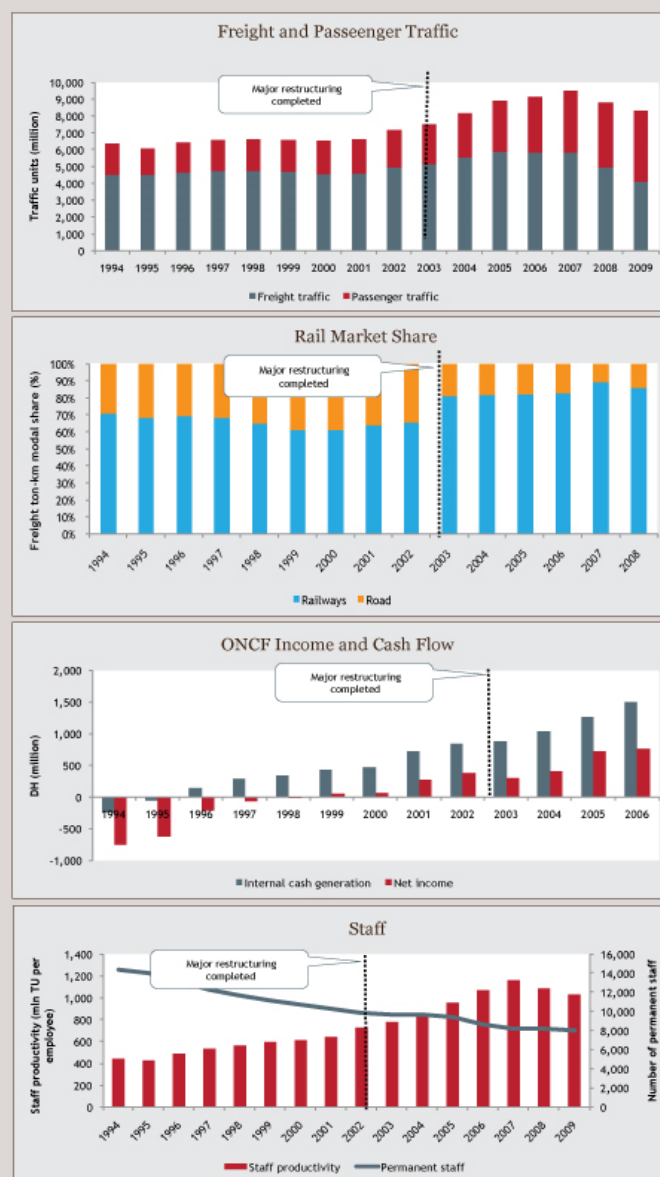 Freight and Passeenger Traffic
Major restructuring
completed
Traffic units (million)
10,000
9,000
8,000
7,000
6,000
5,000
4,000
3,000
2,000
1,000
0
1994 1995 1996 1997 1998 1999 2000 2001 2002 2003 2004 2005 2006 2007 2008 2009
Freight traffic Passenger traffic
Rail Market Share
Major restructuring
completed
Freight ton-km modal share (%)
100%
90%
80%
70%
60%
50%
40%
30%
20%
10%
0%
1994 1995 1996 1997 1998 1999 2000 2001 2002 2003 2004 2005 2006 2007 2008
Railways Road
ONCF Income and Cash Flow
Major restructuring
completed
DH (million)
2,000
1,500
1,000
500
0
-500
-1,000
1994 1995 1996 1997 1998 1999 2000 2001 2002 2003 2004 2005 2006
Internal cash generation Net income
Staff
Major restructuring
completed
Staff productivity (mln TU per
employee)
1,400
1,200
1,000
800
600
400
200
0
16,000
14,000
12,000
10,000
8,000
6,000
4,000
2,000
0
Number of permanent staff
1994 1995 1996 1997 1998 1999 2000 2001 2002 2003 2004 2005 2006 2007 2008 2009
Staff productivity Permanent staff